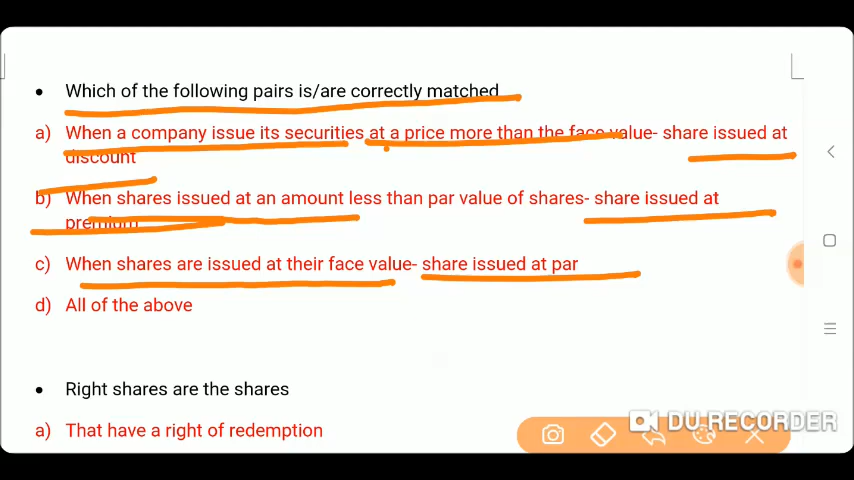 • Which of the following pairs is/are correctly matched
a) When a company issue its securities at a price more than the face value- share issued at
discount
b) When shares issued at an amount less than par value of shares- share issued at
premium
c) When shares are issued at their face value- share issued at par
d) All of the above
• Right shares are the shares
a) That have a right of redemption
DU RECORDER